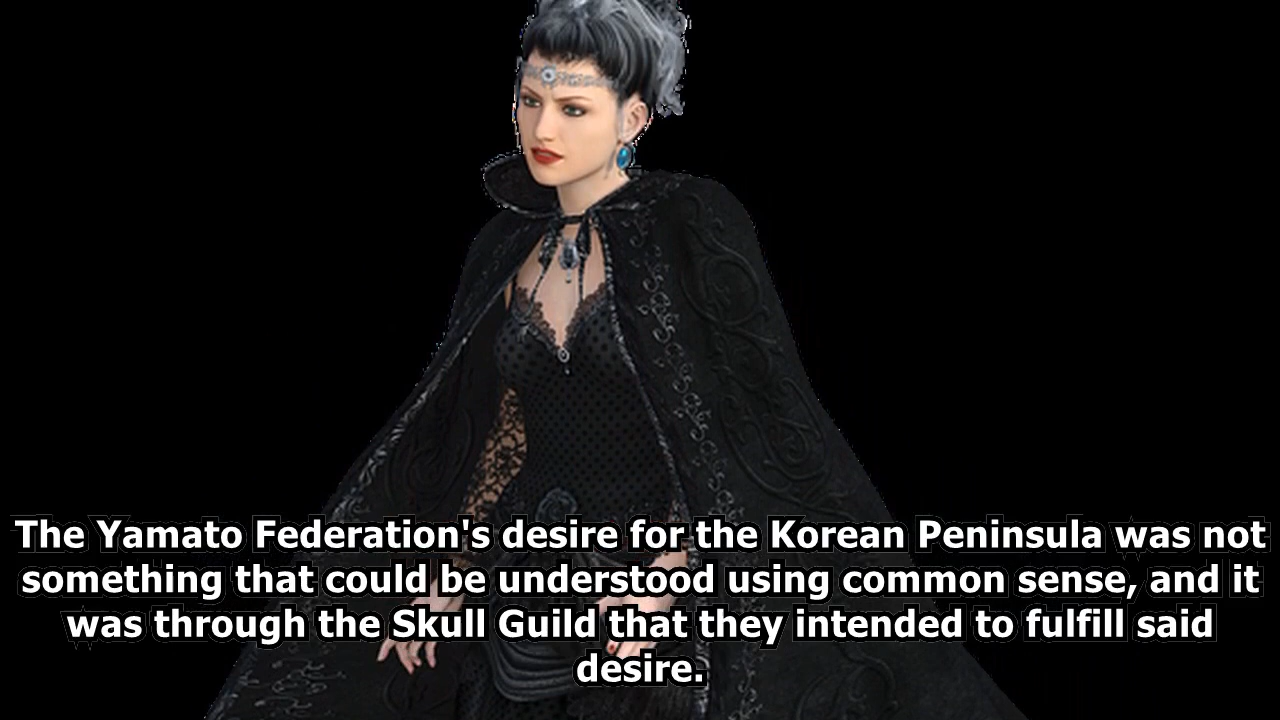 The Yamato Federation's desire for the Korean Peninsula was not
something that could be understood using common sense, and it
was through the Skull Guild that they intended to fulfill said
desire.